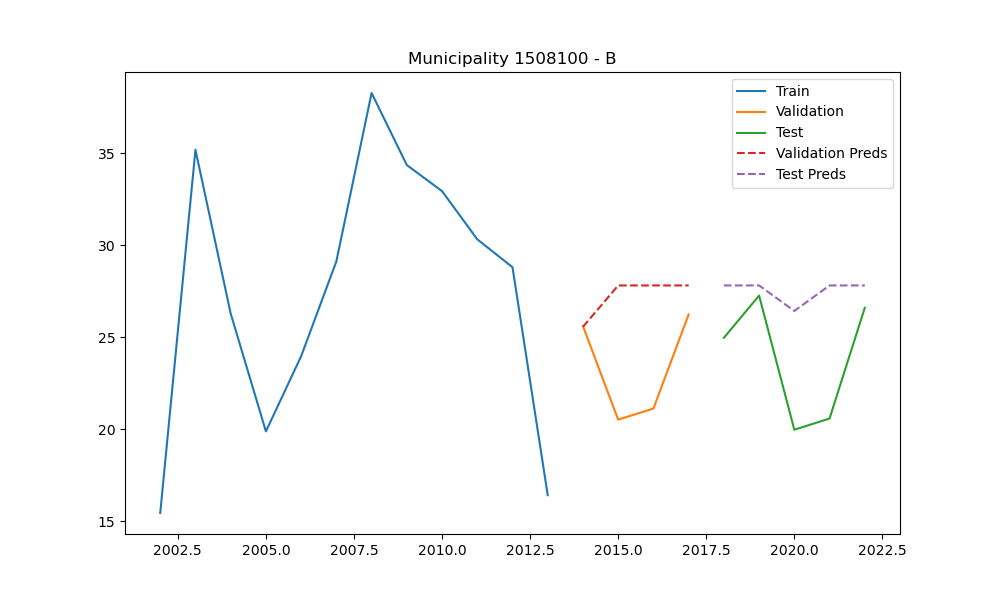 Municipality 1508100 - B
Train
Validation
Test
Validation Preds
Test Preds
35
30
25
20
15
2002.5 2005.0 2007.5 2010.0 2012.5 2015.0 2017.5 2020.0 2022.5